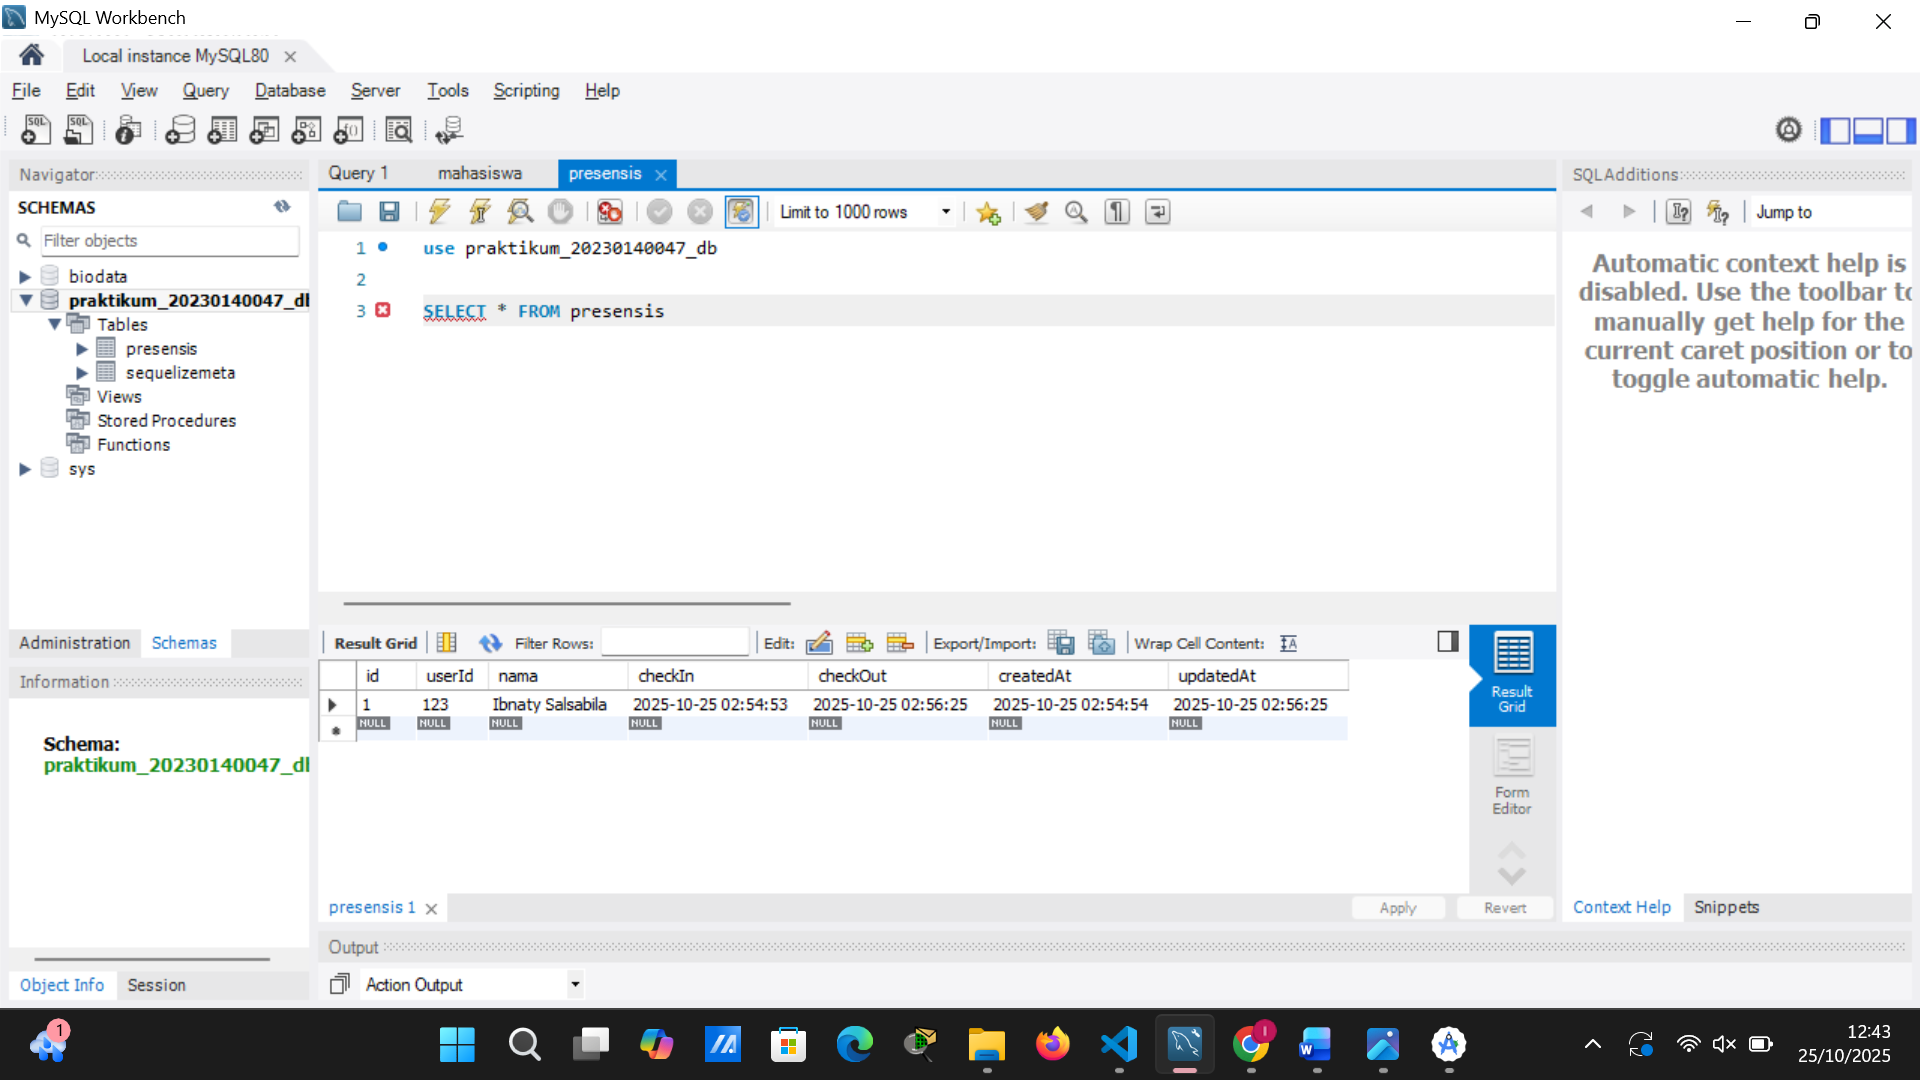 MySQL Workbench
Local instance MySQL80
File Edit View Query Database Server Tools Scripting Help
Navigator
SCHEMAS
Filter objects
biodata
praktikum_20230140047_dl
Tables
presensis
sequelizemeta
Views
Stored Procedures
Functions
sys
Administration Schemas
Information
Schema:
praktikum_20230140047_dl
Object Info Session
Query 1 mahasiswa presensis
Limit to 1000 rows
1 use praktikum_20230140047_db
2
3 SELECT * FROM presensis
Result Grid Filter Rows: Edit: Export/Import: Wrap Cell Content:
id userId nama checkIn checkOut createdAt updatedAt
1 123 Ibnaty Salsabila 2025-10-25 02:54:53 2025-10-25 02:56:25 2025-10-25 02:54:54 2025-10-25 02:56:25
NULL NULL NULL NULL NULL NULL NULL
Result
Grid
Form
Editor
presensis 1 Apply Revert
Output
Action Output
SQLAdditions
Jump to
Automatic context help is
disabled. Use the toolbar to
manually get help for the
current caret position or to
toggle automatic help.
Context Help Snippets
1
12:43
25/10/2025